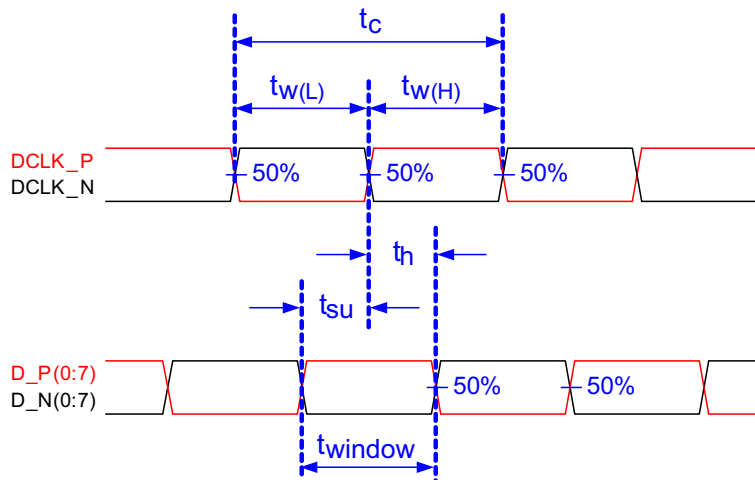 tc
tw(L) tw(H)
DCLK_P
DCLK_N
50% 50% 50%
th
tsu
D_P(0:7)
D_N(0:7)
50% 50%
twindow